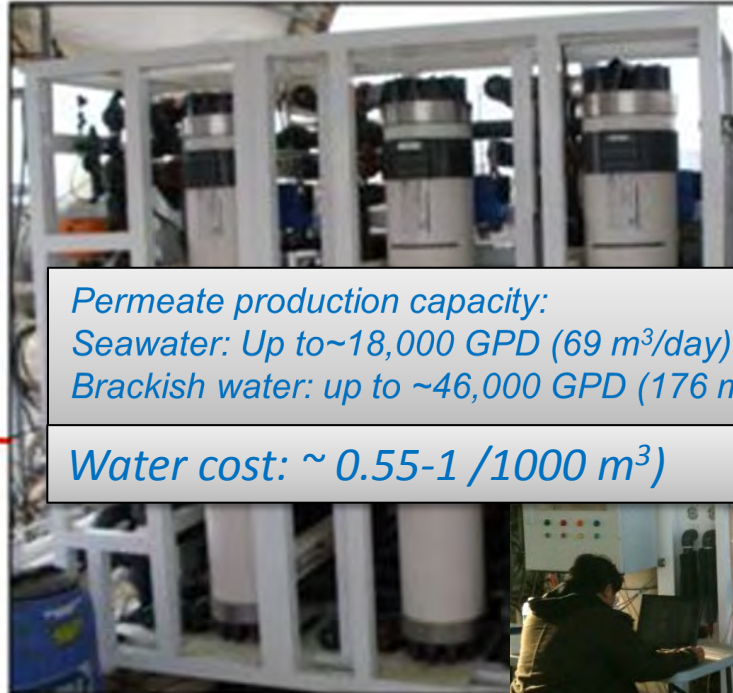 Permeate production capacity:
Seawater: Up to~18,000 GPD (69 m³/day)
Brackish water: up to ~46,000 GPD (176 m
Water cost: ~ 0.55-1 /1000 m³)